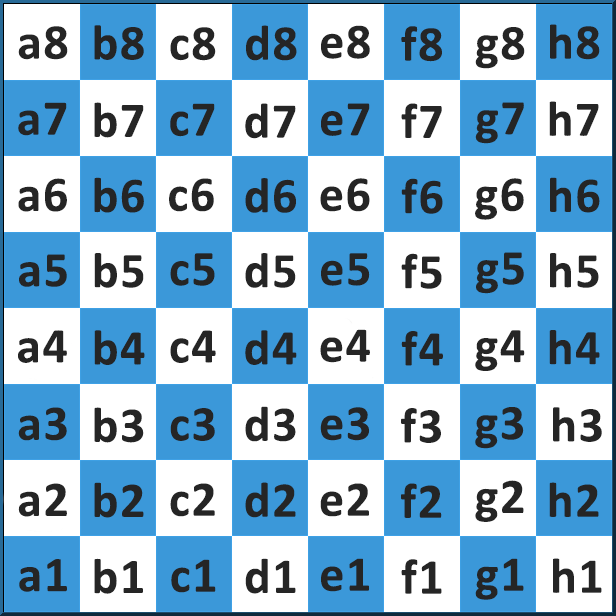 a8 b8 c8 d8 e8 f8 g8 h8
a7 b7 c7 d7 e7 f7 g7 h7
a6 b6 c6 d6 e6 f6 g6 h6
a5 b5 c5 d5 e5 f5 g5 h5
a4 b4 c4 d4 e4 f4 g4 h4
a3 b3 c3 d3 e3 f3 g3 h3
a2 b2 c2 d2 e2 f2 g2 h2
a1 b1 c1 d1 e1 f1 g1 h1